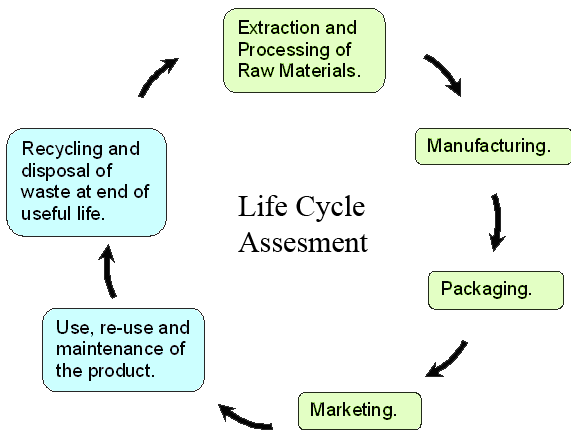 Extraction and
Processing of
Raw Materials.
Manufacturing.
Packaging.
Marketing.
Use, re-use and
maintenance of
the product.
Recycling and
disposal of
waste at end of
useful life.
Life Cycle
Assesment